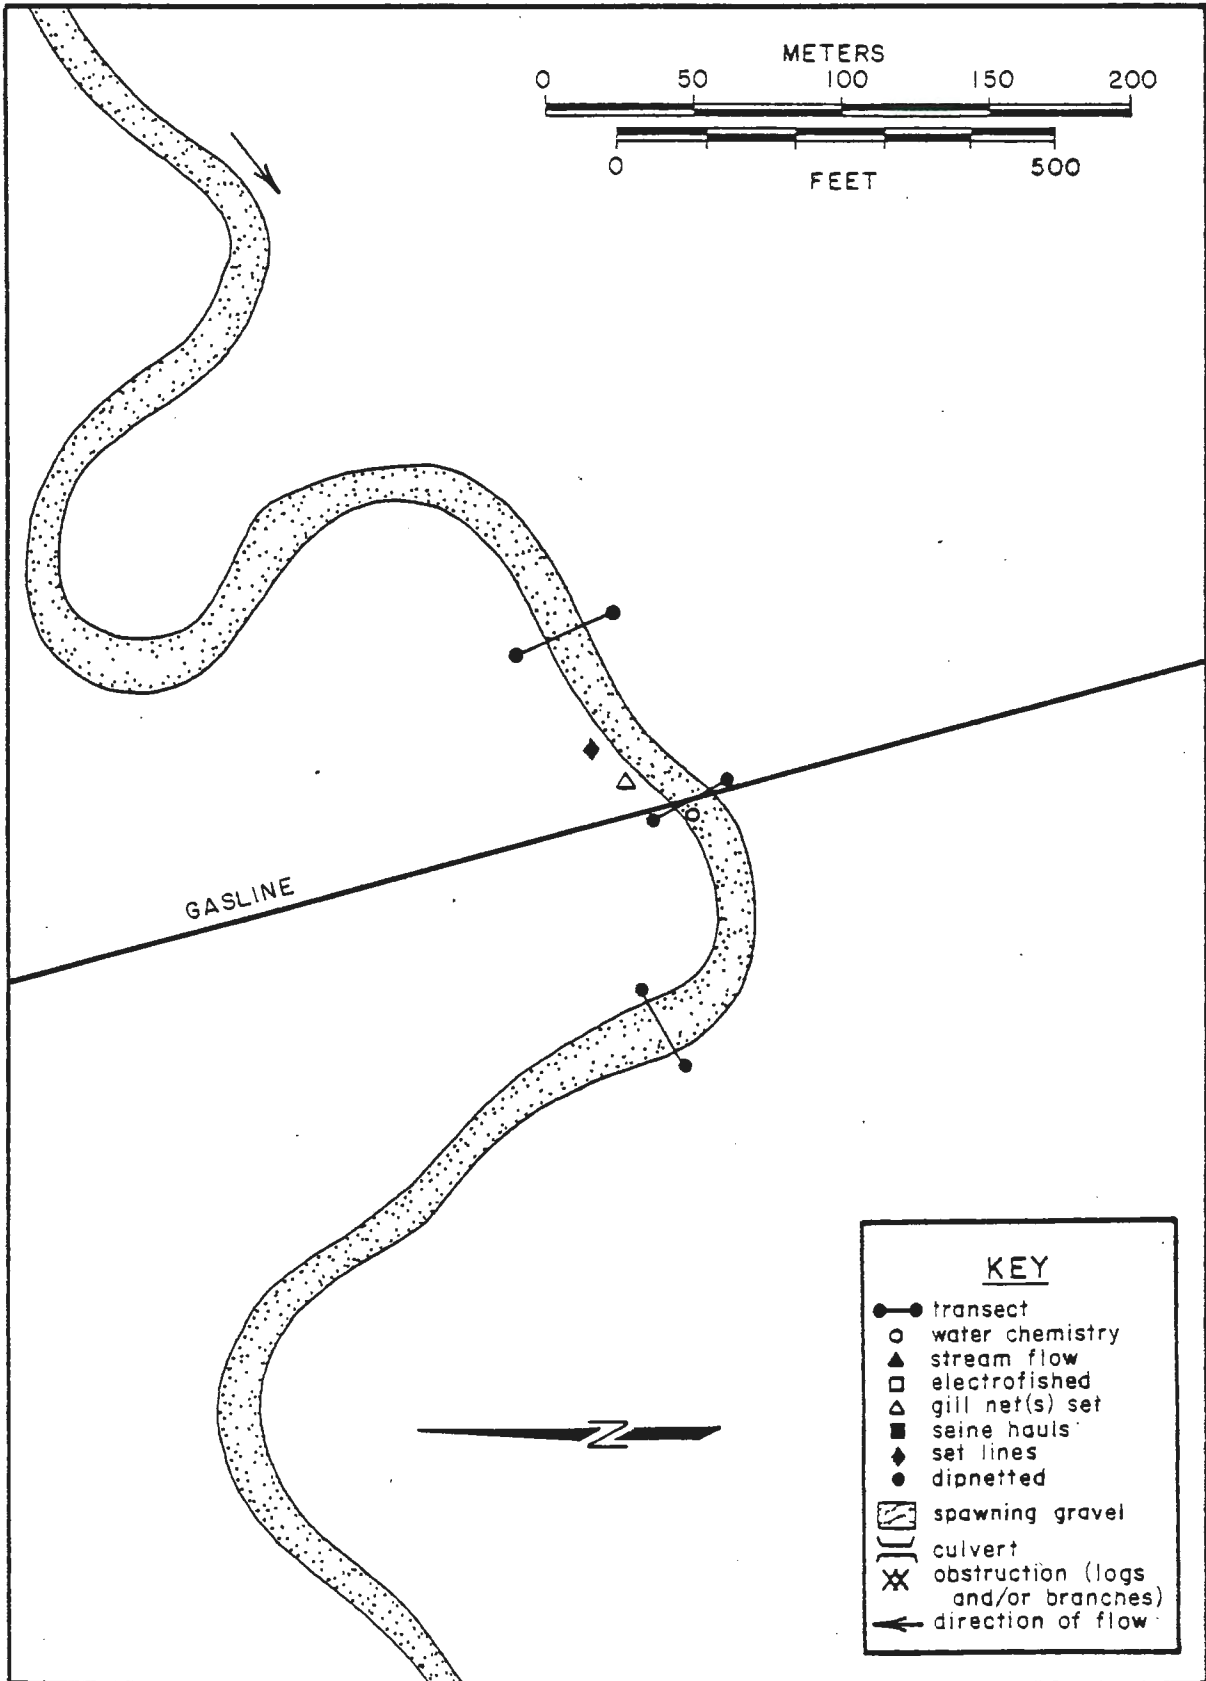 METERS
0 50 100 150 200
0 500
FEET
GASLINE
N
KEY
transect
water chemistry
stream flow
electrofished
gill net(s) set
seine hauls
set lines
dipnetted
spawning gravel
culvert
obstruction (logs
and/or branches)
direction of flow